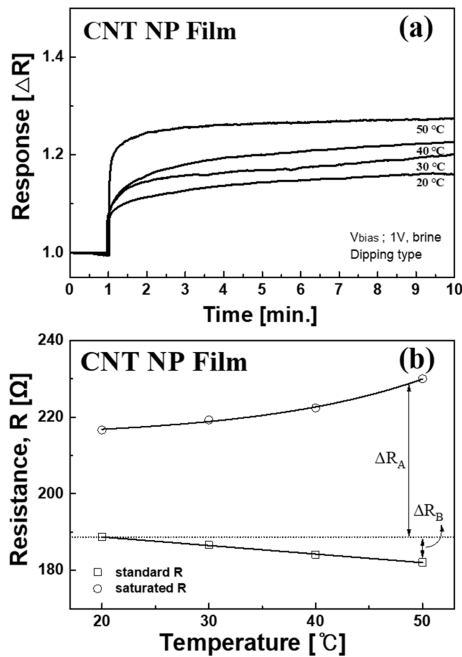 CNT NP Film
(a)
Response [△R]
1.4
1.2
1.0
50 °C
40 °C
30 °C
20 °C
Vbias ; 1V, brine
Dipping type
0 1 2 3 4 5 6 7 8 9 10
Time [min.]
CNT NP Film
(b)
Resistance, R [Ω]
240
220
200
180
ΔRA
ΔRB
standard R
saturated R
20 30 40 50
Temperature [℃]